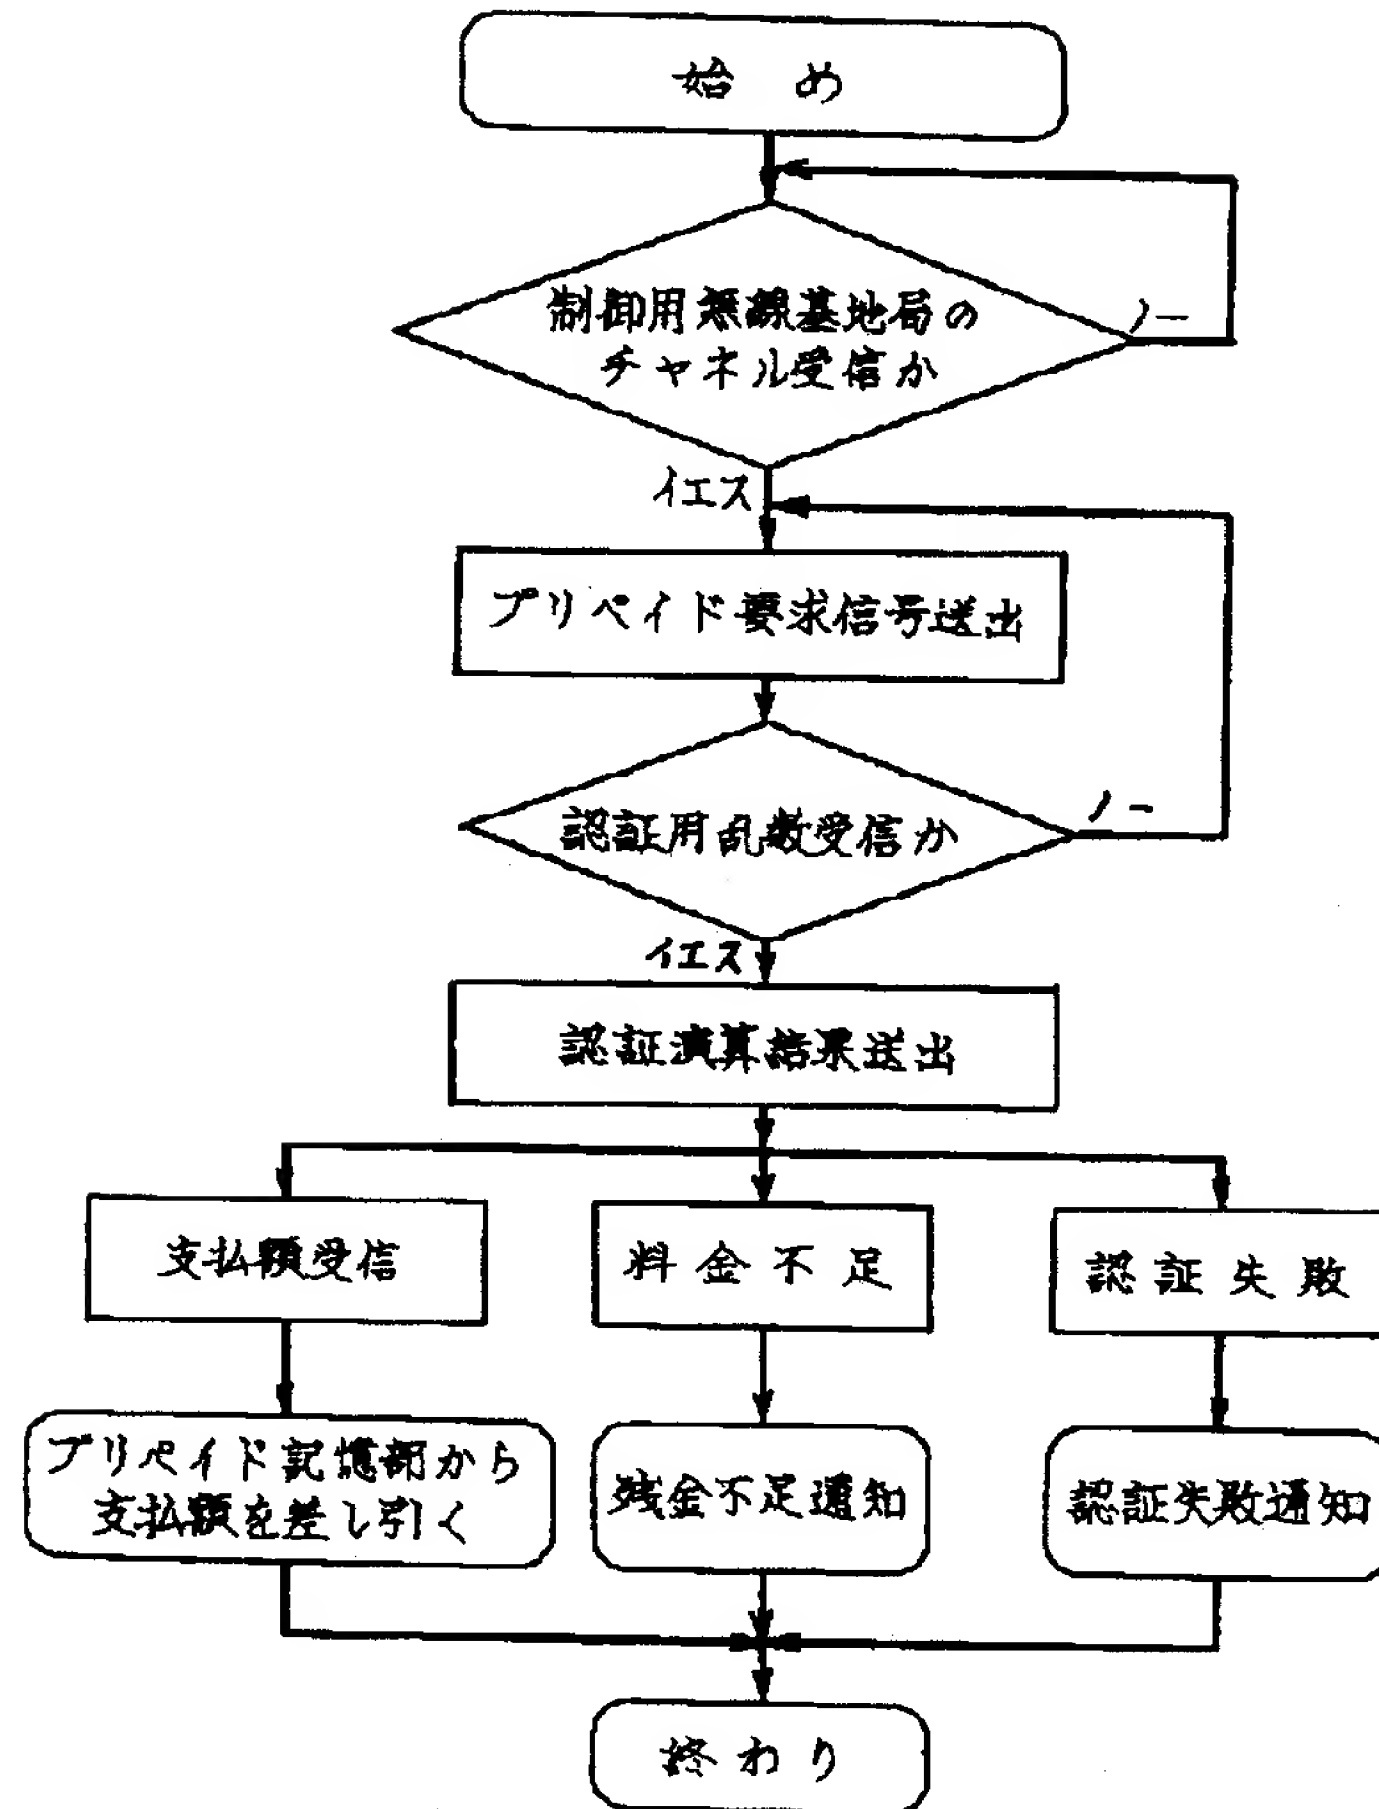 始め
制御用無線基地局の
チャネル受信か
ノー
イエス
プリペイド要求信号送出
認証用乱数受信か
ノー
イエス
認証演算結果送出
支払額受信
料金不足
認証失敗
プリペイド記憶部から
支払額を差し引く
残金不足通知
認証失敗通知
終わり